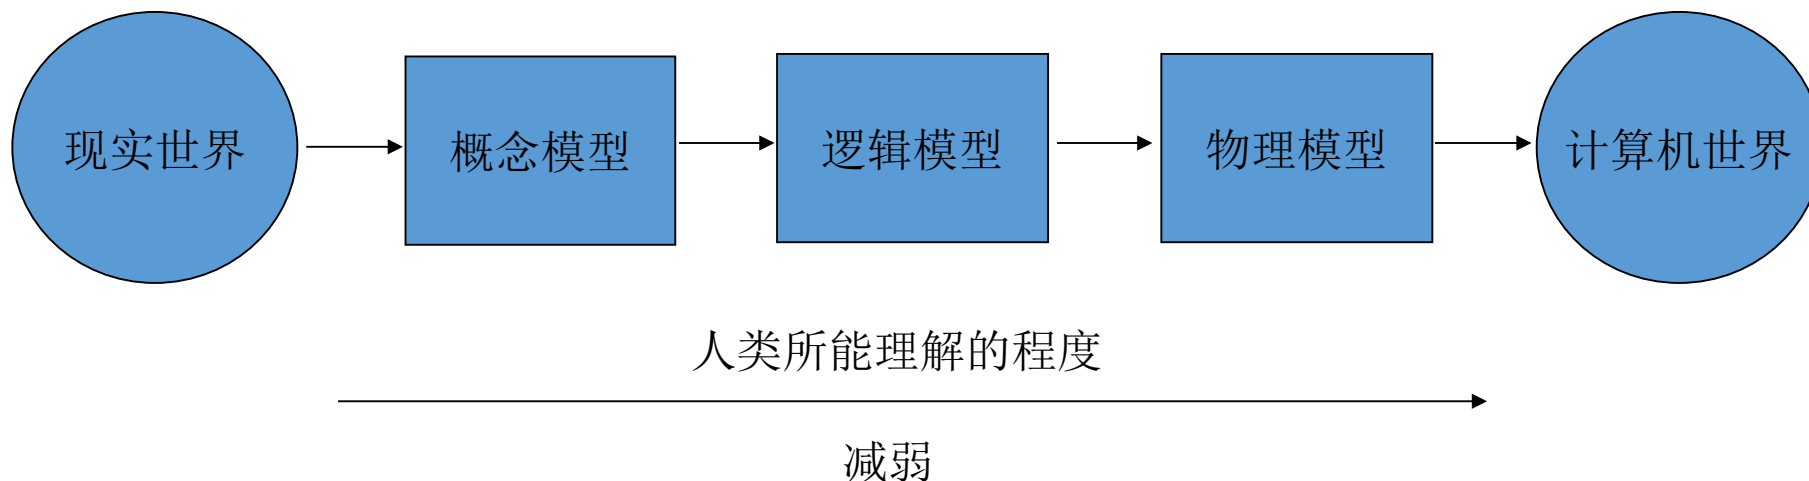 现实世界
概念模型
逻辑模型
物理模型
计算机世界
人类所能理解的程度
减弱